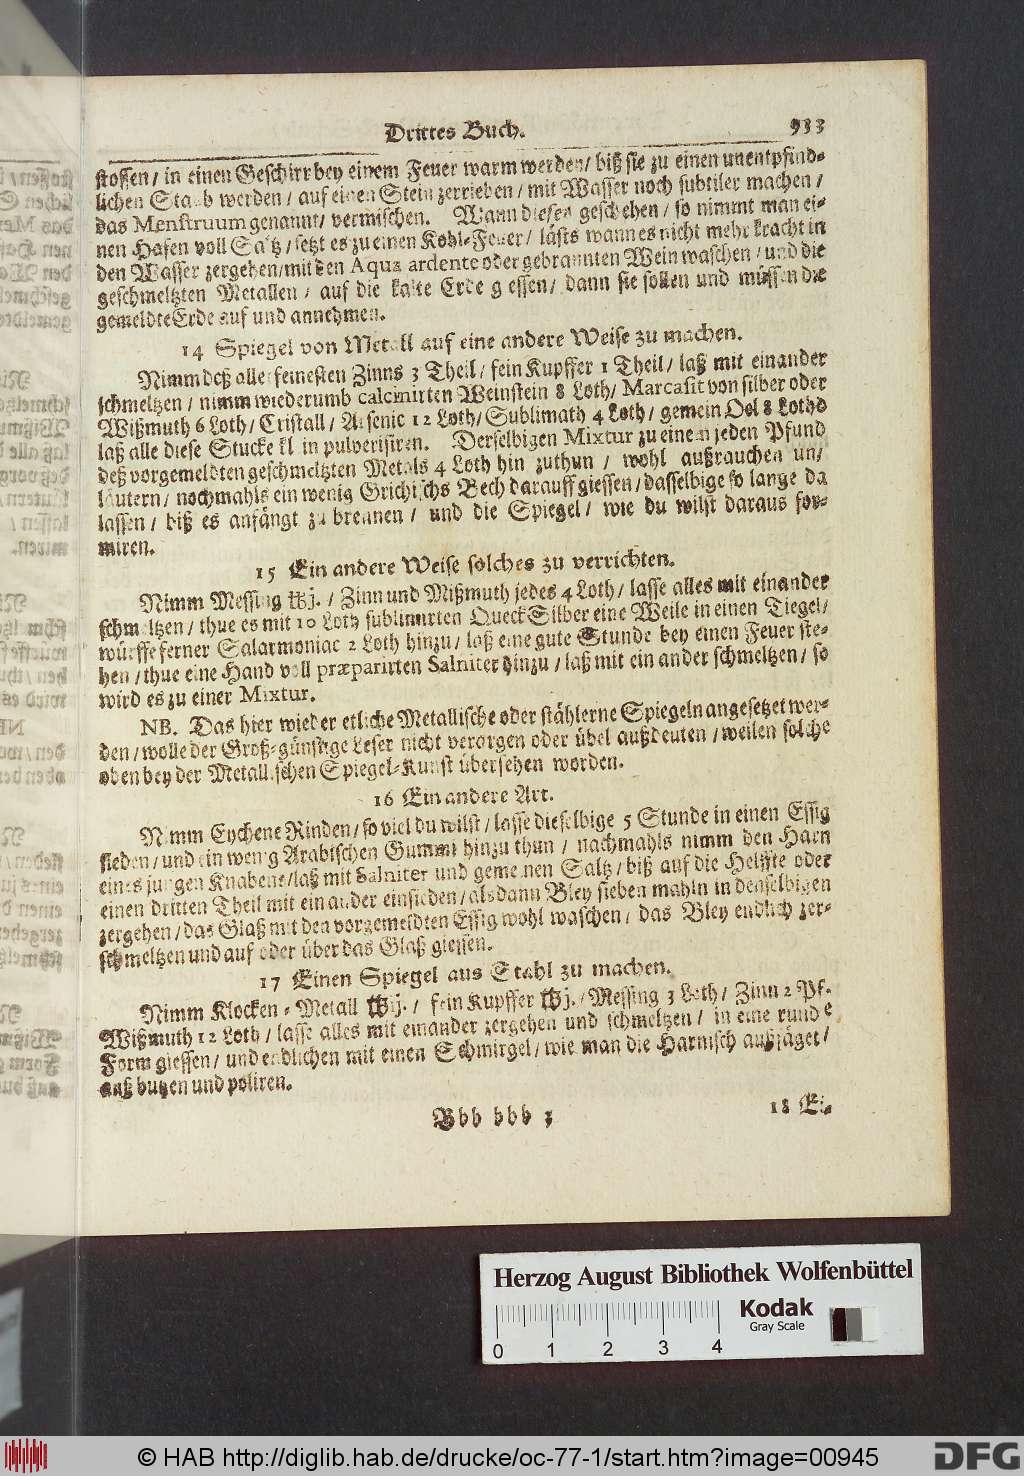 Drittes Buch. 933
stossen/ in einen Geschirr bey einem Feuer warm werden/ biß sie zu einen unentpfind-
lichen Staub werden/ auf einen Stein zerrieben/ mit Wasser noch subtiler machen/
das Menstruum genannt/ vermischen. Wann diesen geschehen/ so nimmt man ei-
nen Hafen voll Saltz/ setzt es zu einen Kohl-Feuer/ lästs wann es nicht mehr kracht in
den Wasser zergehen/ mit den Aqua ardente oder gebrannten Wein waschen/ und die
geschmeltzten Metallen/ auf die kalte Erde giessen/ dann sie sollen und müssen die
gemeldte Erde auf und annehmen.
14 Spiegel von Metall auf eine andere Weise zu machen.
Nimm deß allerfeinesten Zinns 3 Theil/ fein Kupffer 1 Theil/ laß mit einander
schmeltzen/ nimm wiederumb calcinirten Weinstein 8 Loth/ Marcasit von silber oder
Wißmuth 6 Loth/ Cristall/ Arsenic 12 Loth/ Sublimath 4 Loth/ gemein Oel 8 Loth
laß alle diese Stucke klein pulverisiren. Derselbigen Mixtur zu einem jeden Pfund
deß vorgemeldten geschmeltzten Metals 4 Loth hin zuthun/ wohl außrauchen un/
läutern/ nochmahls ein wenig Grichischs Bech darauff giessen/ dasselbige so lange da
lassen/ biß es anfängt zu brennen/ und die Spiegel/ wie du wilst daraus for-
miren.
15 Ein andere Weise solches zu verrichten.
Nimm Messing ℔j./ Zinn und Mißmuth jedes 4 Loth/ lasse alles mit einander
schmeltzen/ thue es mit 10 Loth sublimirten QueckSilber eine Weile in einen Tiegel/
würffe ferner Salarmoniac 2 Loth hinzu/ laß eine gute Stunde bey einen Feuer ste-
hen/ thue eine Hand voll præparirten Salniter hinzu/ laß mit ein ander schmeltzen/ so
wird es zu einer Mixtur.
NB. Das hier wieder etliche Metallische oder stählerne Spiegeln angesetzet wer-
den/ wolle der Groß-günstige Leser nicht verargen oder übel außdeuten/ weilen solche
oben bey der Metallischen Spiegel-Kunst übersehen worden.
16 Ein andere Art.
Nimm Eychene Rinden/ so viel du wilst/ lasse dieselbige 5 Stunde in einen Essig
sieden/ und ein wenig Arabischen Gummi hinzu thun/ nachmahls nimm den Harn
eines jungen Knabens/ laß mit Salniter und gemeinen Saltz/ biß auf die Helffte oder
einen dritten Theil mit einander einsieden/ alsdann Bley sieben mahln in denselbigen
zergehen/ das Glaß mit den vorgemeldten Essig wohl waschen/ das Bley endlich zer-
schmeltzen und auf oder über das Glaß giessen.
17 Einen Spiegel aus Stahl zu machen.
Nimm Klocken-Metall ℔ij./ fein Kupffer ℔j./ Messing 3 Loth/ Zinn 2 Pf.
Wißmuth 12 Loth/ lasse alles mit einander zergehen und schmeltzen/ in eine runde
Form giessen/ und endlichen mit einen Schmirgel/ wie man die Harnisch außfäget/
auß butzen und poliren.
Bbb bbb 3 18 Ei-
Herzog August Bibliothek Wolfenbüttel
Kodak
Gray Scale
0 1 2 3 4
© HAB http://diglib.hab.de/drucke/oc-77-1/start.htm?image=00945
DFG